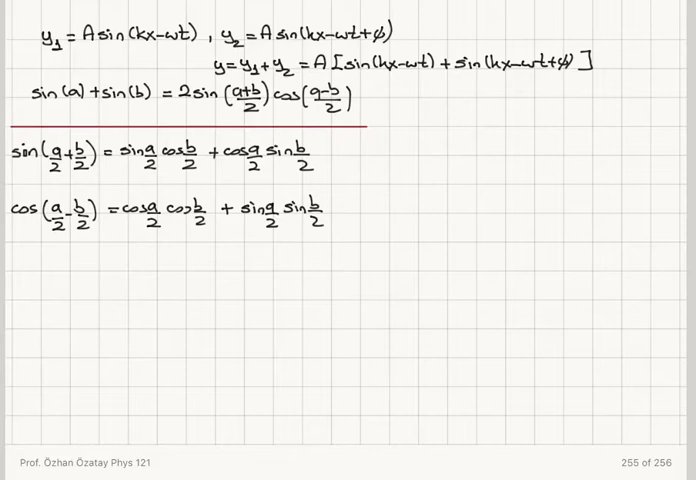 y₁ = A sin(kx-ωt) , y₂ = A sin(kx-ωt+ϕ)
y = y₁+y₂ = A [sin(kx-ωt) + sin(kx-ωt+ϕ)]
sin(a)+sin(b) = 2 sin(a+b/2) cos(a-b/2)
sin(a/2+b/2) = sin a/2 cos b/2 + cos a/2 sin b/2
cos(a/2-b/2) = cos a/2 cos b/2 + sin a/2 sin b/2
Prof. Özhan Özatay Phys 121
255 of 256